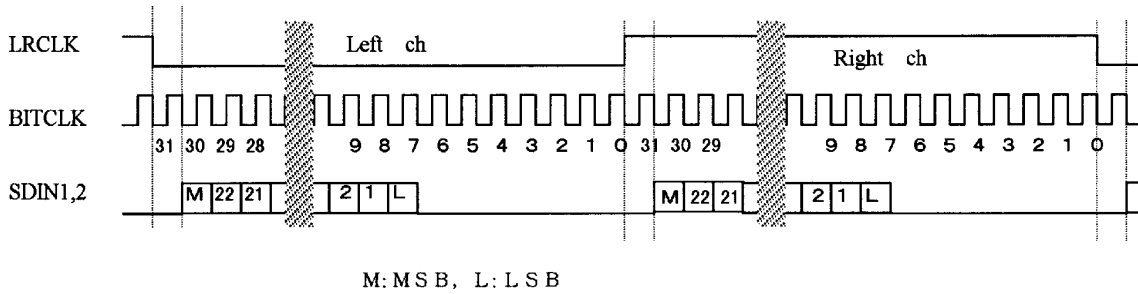 LRCLK Left ch Right ch
BITCLK
31 30 29 28 9 8 7 6 5 4 3 2 1 0 31 30 29 9 8 7 6 5 4 3 2 1 0
SDIN1,2 M 22 21 2 1 L M 22 21 2 1 L
M:MSB, L:LSB